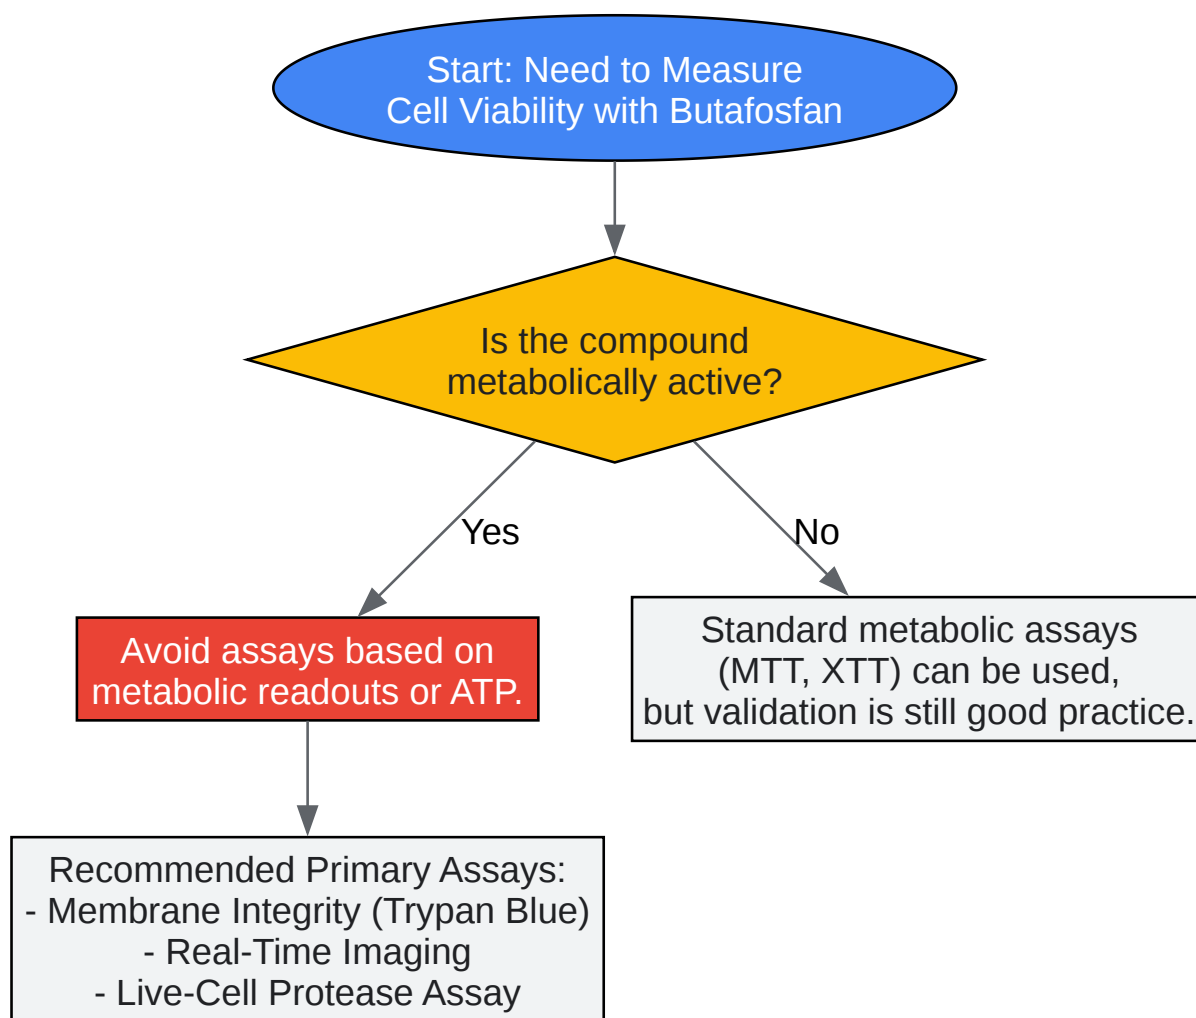 Start: Need to Measure
Cell Viability with Butafosfan
Is the compound
metabolically active?
Yes
No
Avoid assays based on
metabolic readouts or ATP.
Standard metabolic assays
(MTT, XTT) can be used,
but validation is still good practice.
Recommended Primary Assays:
- Membrane Integrity (Trypan Blue)
- Real-Time Imaging
- Live-Cell Protease Assay